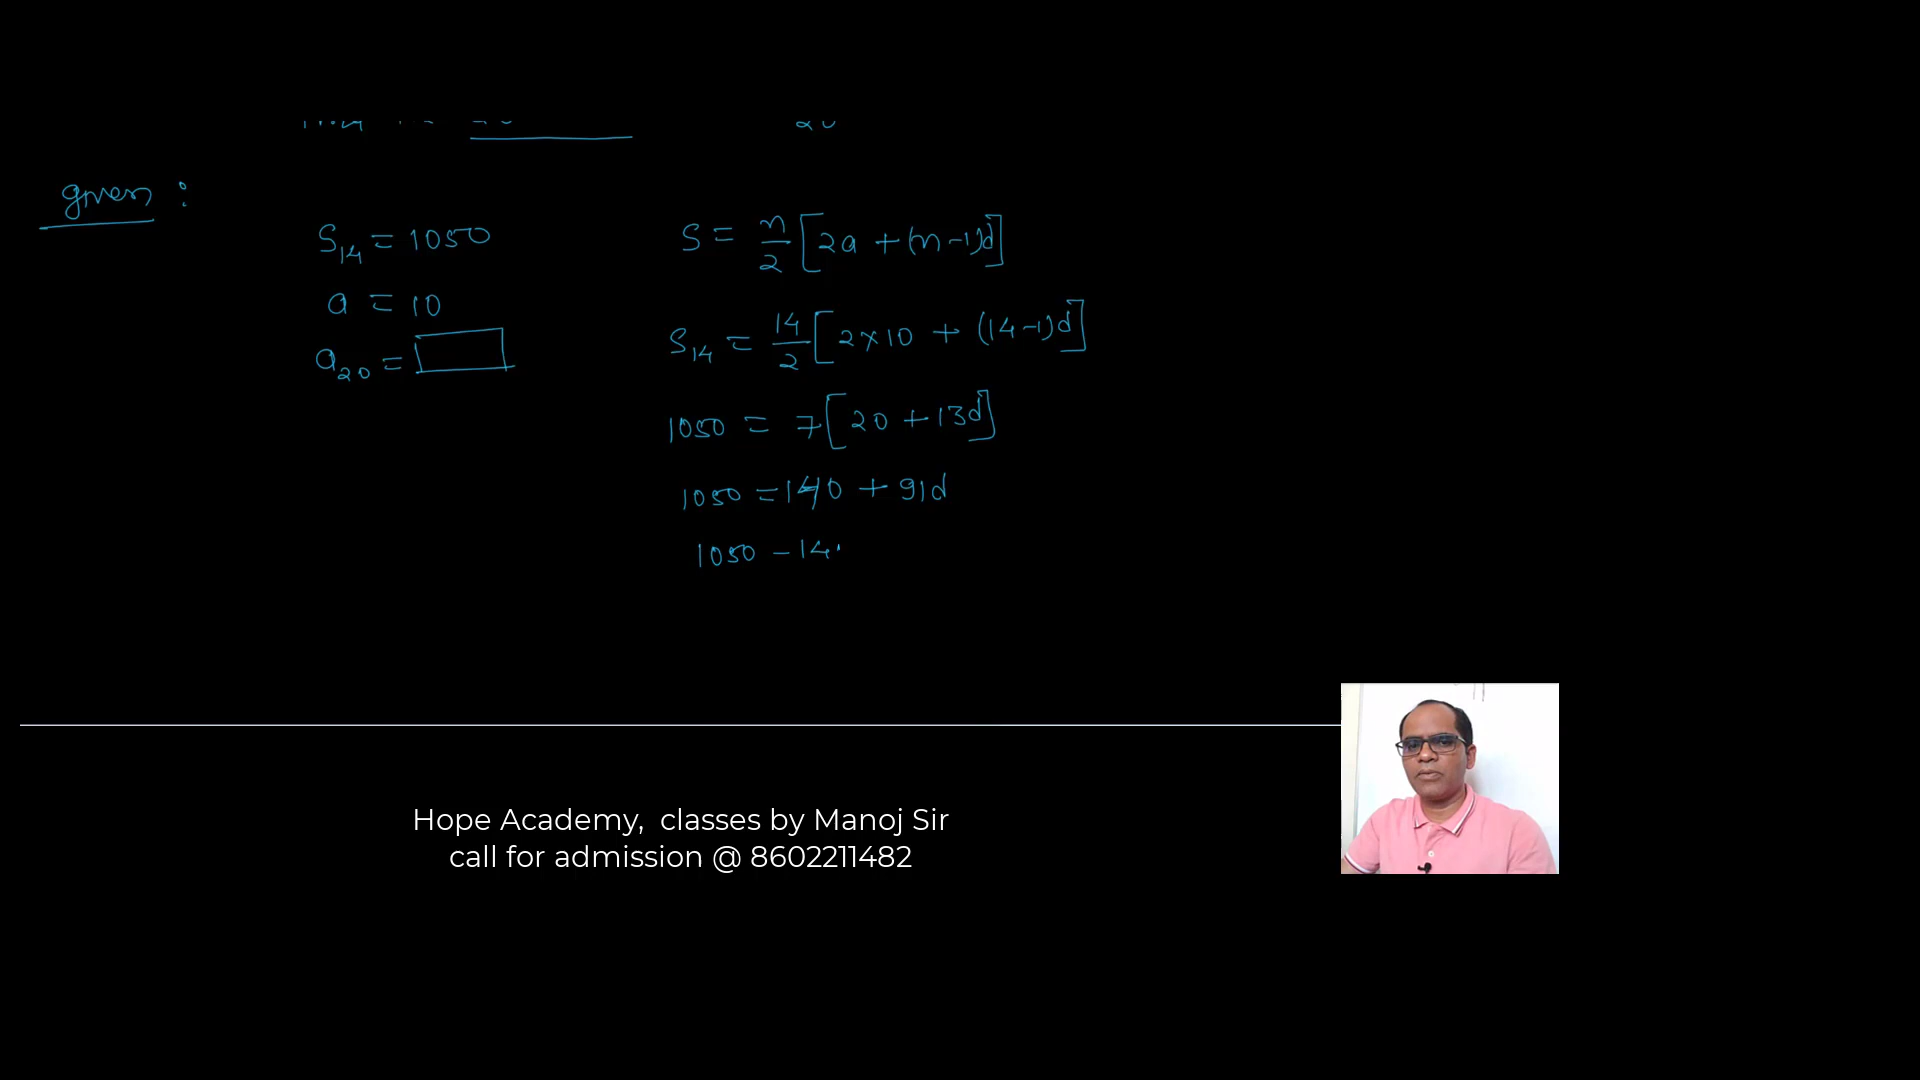 given :
S₁₄ = 1050
a = 10
a₂₀ =
S = n/2 [2a + (n-1)d]
S₁₄ = 14/2 [2×10 + (14-1)d]
1050 = 7[20 + 13d]
1050 = 140 + 91d
1050 - 14
Hope Academy, classes by Manoj Sir
call for admission @ 8602211482